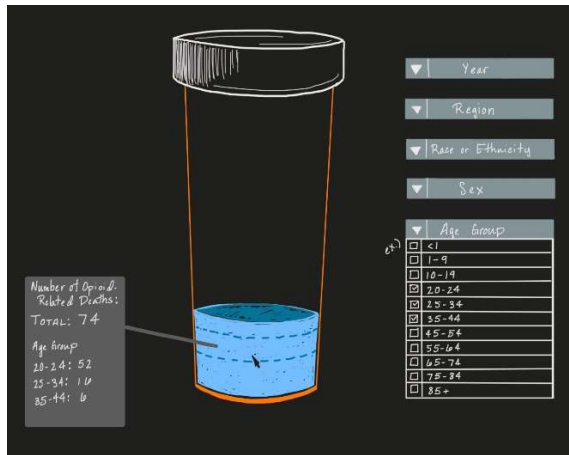 Year
Region
Race or Ethnicity
Sex
Age Group
ex.)
<1
1-9
10-19
20-24
25-34
35-44
45-54
55-64
65-74
75-84
85+
Number of Opioid-
Related Deaths:
TOTAL: 74
Age Group
20-24: 52
25-34: 16
35-44: 6